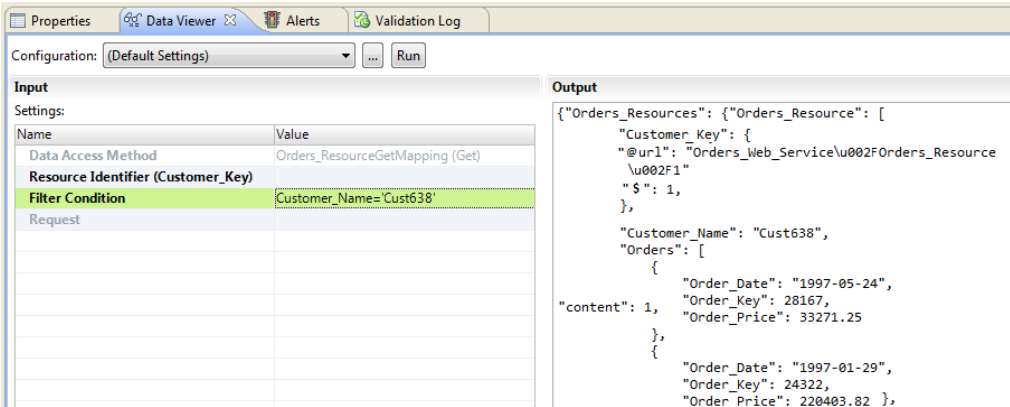 Properties Data Viewer Alerts Validation Log
Configuration: (Default Settings) ... Run
Input
Settings:
Name Value
Data Access Method Orders_ResourceGetMapping (Get)
Resource Identifier (Customer_Key)
Filter Condition Customer_Name='Cust638'
Request
Output
{"Orders_Resources": {"Orders_Resource": [
"Customer_Key": {
"@url": "Orders_Web_Service\u002FOrders_Resource
\u002F1"
"$": 1,
},
"Customer_Name": "Cust638",
"Orders": [
{
"Order_Date": "1997-05-24",
"content": 1, "Order_Key": 28167,
"Order_Price": 33271.25
},
{
"Order_Date": "1997-01-29",
"Order_Key": 24322,
"Order_Price": 220403.82 },